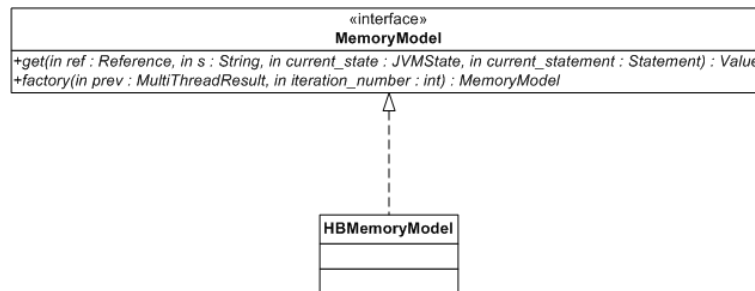 «interface»
MemoryModel
+get(in ref : Reference, in s : String, in current_state : JVMState, in current_statement : Statement) : Value
+factory(in prev : MultiThreadResult, in iteration_number : int) : MemoryModel
HBMemoryModel